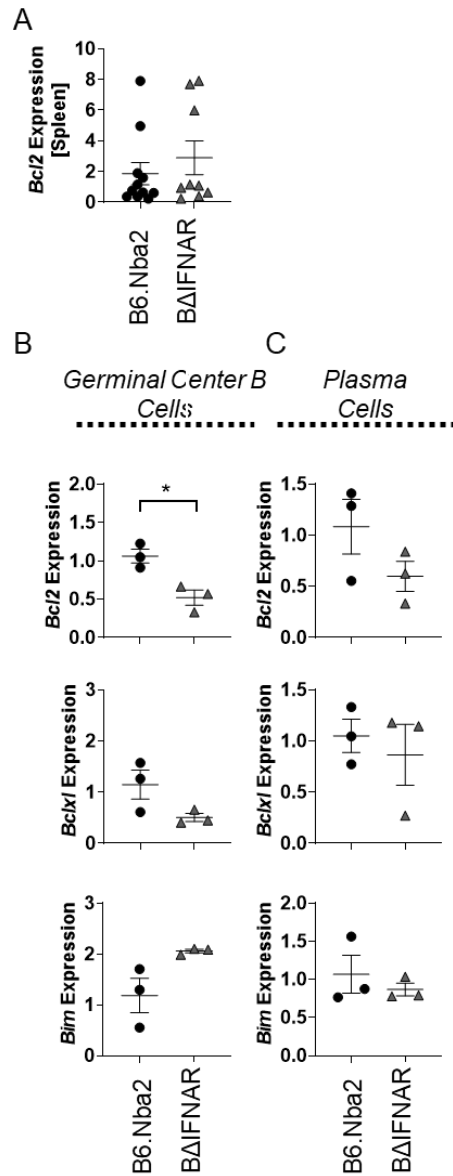 A
10
8
6
4
2
0
Bcl2 Expression
[Spleen]
B6.Nba2
BΔIFNAR
B
C
Germinal Center B
Cells
Plasma
Cells
2.0
1.5
1.0
0.5
0.0
Bcl2 Expression
*
1.5
1.0
0.5
0.0
Bcl2 Expression
3
2
1
0
Bclxl Expression
1.5
1.0
0.5
0.0
Bclxl Expression
3
2
1
0
Bim Expression
B6.Nba2
BΔIFNAR
2.0
1.5
1.0
0.5
0.0
Bim Expression
B6.Nba2
BΔIFNAR